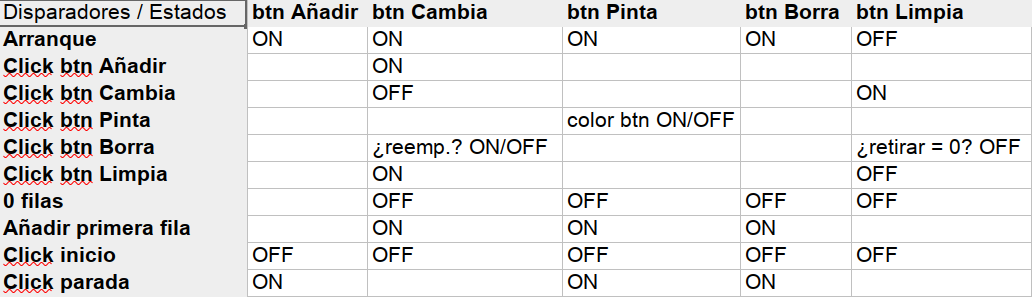 Disparadores / Estados btn Añadir btn Cambia btn Pinta btn Borra btn Limpia
Arranque ON ON ON ON OFF
Click btn Añadir ON
Click btn Cambia OFF ON
Click btn Pinta color btn ON/OFF
Click btn Borra ¿reemp.? ON/OFF ¿retirar = 0? OFF
Click btn Limpia ON OFF
0 filas OFF OFF OFF OFF
Añadir primera fila ON ON ON
Click inicio OFF OFF OFF OFF OFF
Click parada ON ON ON